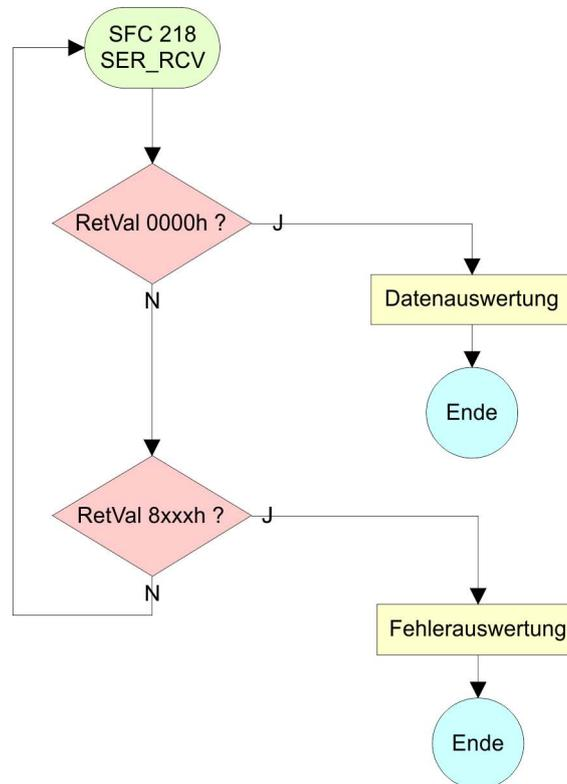 SFC 218
SER_RCV
RetVal 0000h ?
J
N
Datenauswertung
Ende
RetVal 8xxxh ?
J
N
Fehlerauswertung
Ende